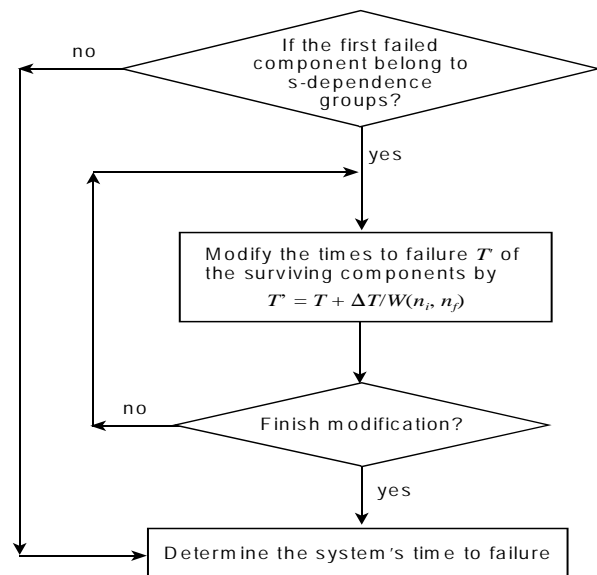 no
If the first failed
component belong to
s-dependence
groups?
yes
Modify the times to failure T' of
the surviving components by
T' = T + ΔT/W(nᵢ, n_f)
no
Finish modification?
yes
Determine the system's time to failure